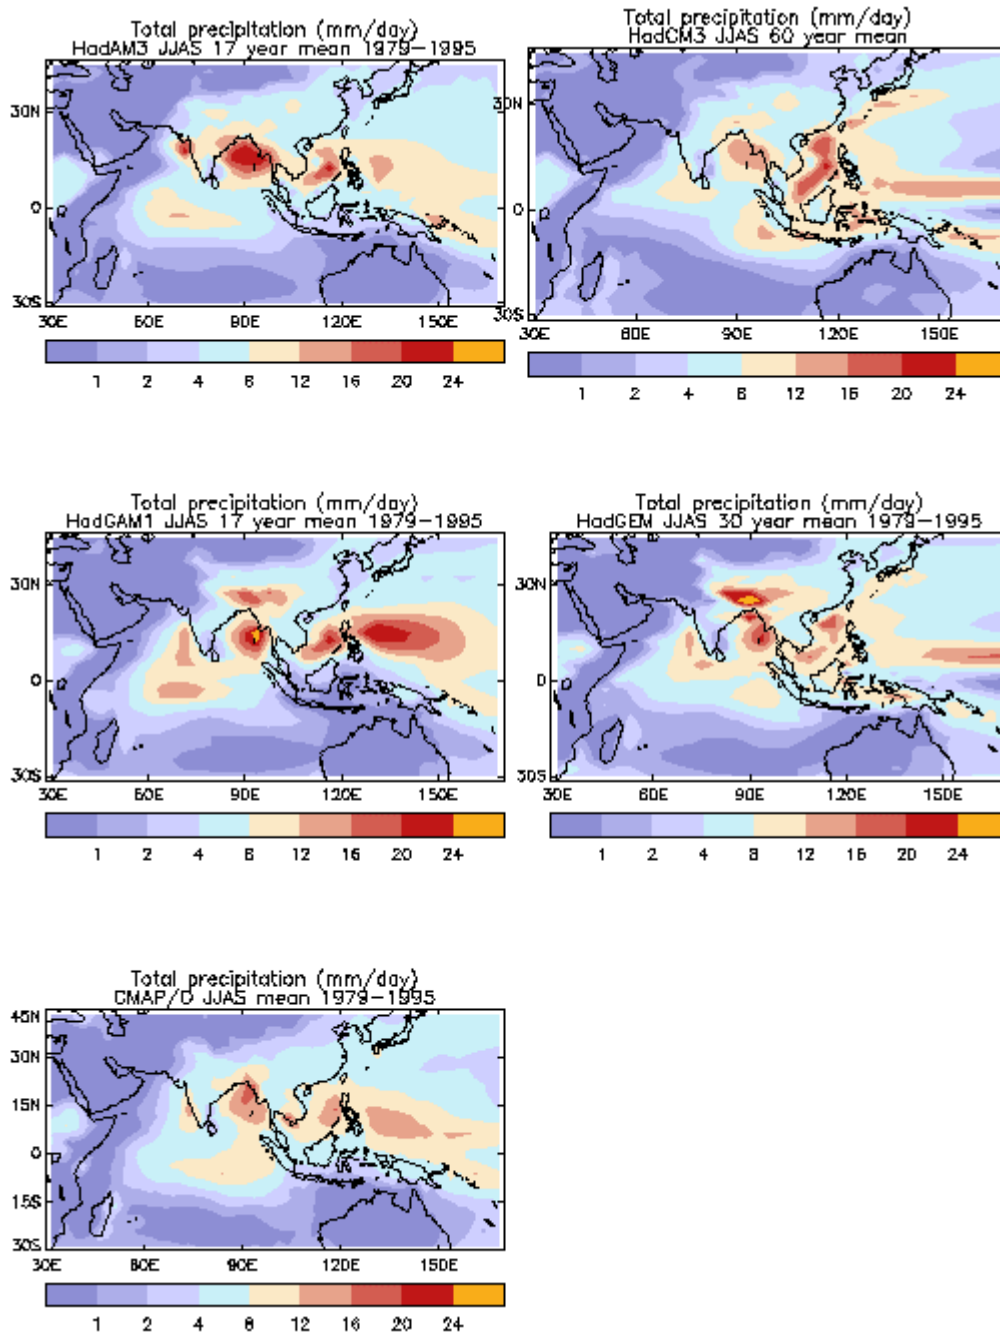 Total precipitation (mm/day)
HadAM3 JJAS 17 year mean 1979-1995
30N
0
30S
30E 60E 90E 120E 150E
1 2 4 8 12 16 20 24
Total precipitation (mm/day)
HadCM3 JJAS 60 year mean
30N
0
30S
30E 60E 90E 120E 150E
1 2 4 8 12 16 20 24
Total precipitation (mm/day)
HadGAM1 JJAS 17 year mean 1979-1995
30N
0
30S
30E 60E 90E 120E 150E
1 2 4 8 12 16 20 24
Total precipitation (mm/day)
HadGEM JJAS 30 year mean 1979-1995
30N
0
30S
30E 60E 90E 120E 150E
1 2 4 8 12 16 20 24
Total precipitation (mm/day)
CMAP/O JJAS mean 1979-1995
45N
30N
15N
0
15S
30S
30E 60E 90E 120E 150E
1 2 4 8 12 16 20 24